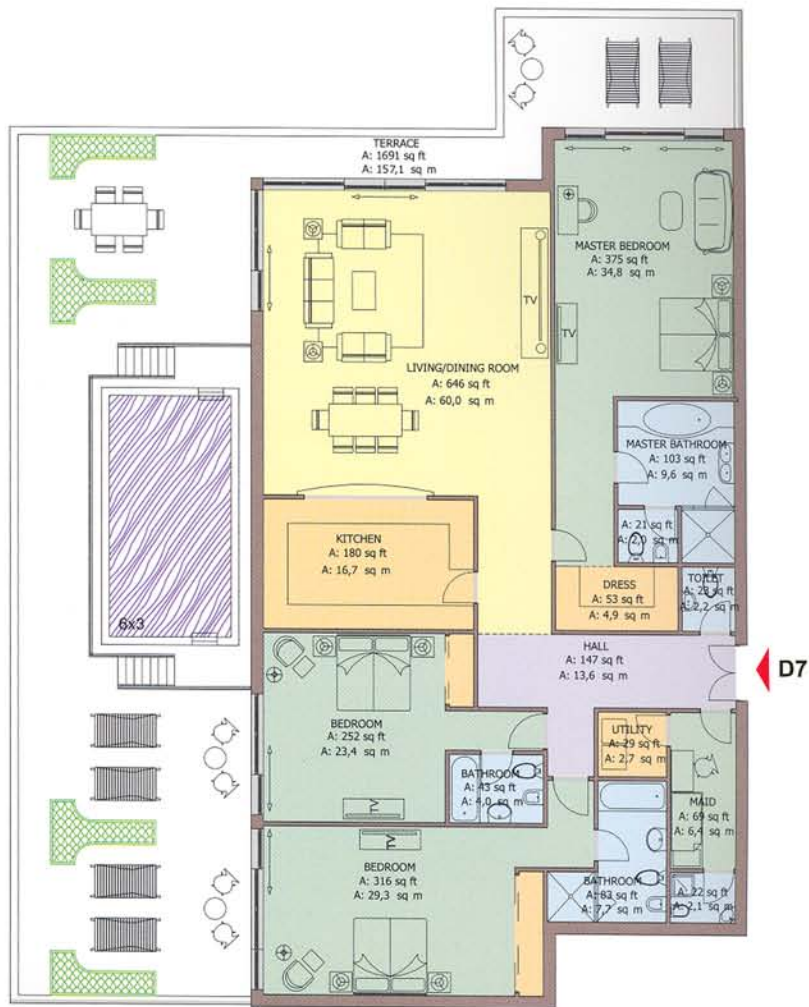 TERRACE
A: 1691 sq ft
A: 157,1 sq m
MASTER BEDROOM
A: 375 sq ft
A: 34,8 sq m
TV
TV
LIVING/DINING ROOM
A: 646 sq ft
A: 60,0 sq m
MASTER BATHROOM
A: 103 sq ft
A: 9,6 sq m
A: 21 sq ft
A: 2,0 sq m
KITCHEN
A: 180 sq ft
A: 16,7 sq m
DRESS
A: 53 sq ft
A: 4,9 sq m
TOILET
A: 23 sq ft
A: 2,2 sq m
6x3
HALL
A: 147 sq ft
A: 13,6 sq m
D7
BEDROOM
A: 252 sq ft
A: 23,4 sq m
TV
UTILITY
A: 29 sq ft
A: 2,7 sq m
BATHROOM
A: 43 sq ft
A: 4,0 sq m
MAID
A: 69 sq ft
A: 6,4 sq m
TV
BEDROOM
A: 316 sq ft
A: 29,3 sq m
BATHROOM
A: 83 sq ft
A: 7,7 sq m
A: 22 sq ft
A: 2,1 sq m